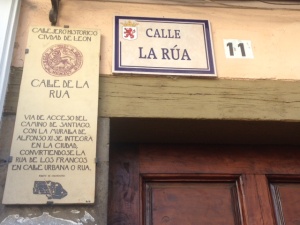 CALLEJERO HISTÓRICO
CIUDAD DE LEÓN
CALLE DE LA
RUA
VIA DE ACCESO DEL
CAMINO DE SANTIAGO.
CON LA MURALLA DE
ALFONSO XI SE INTEGRA
EN LA CIUDAD,
CONVIRTIENDOSE LA
RUA DE LOS FRANCOS,
EN CALLE URBANA O RUA.
CALLE
LA RÚA
11